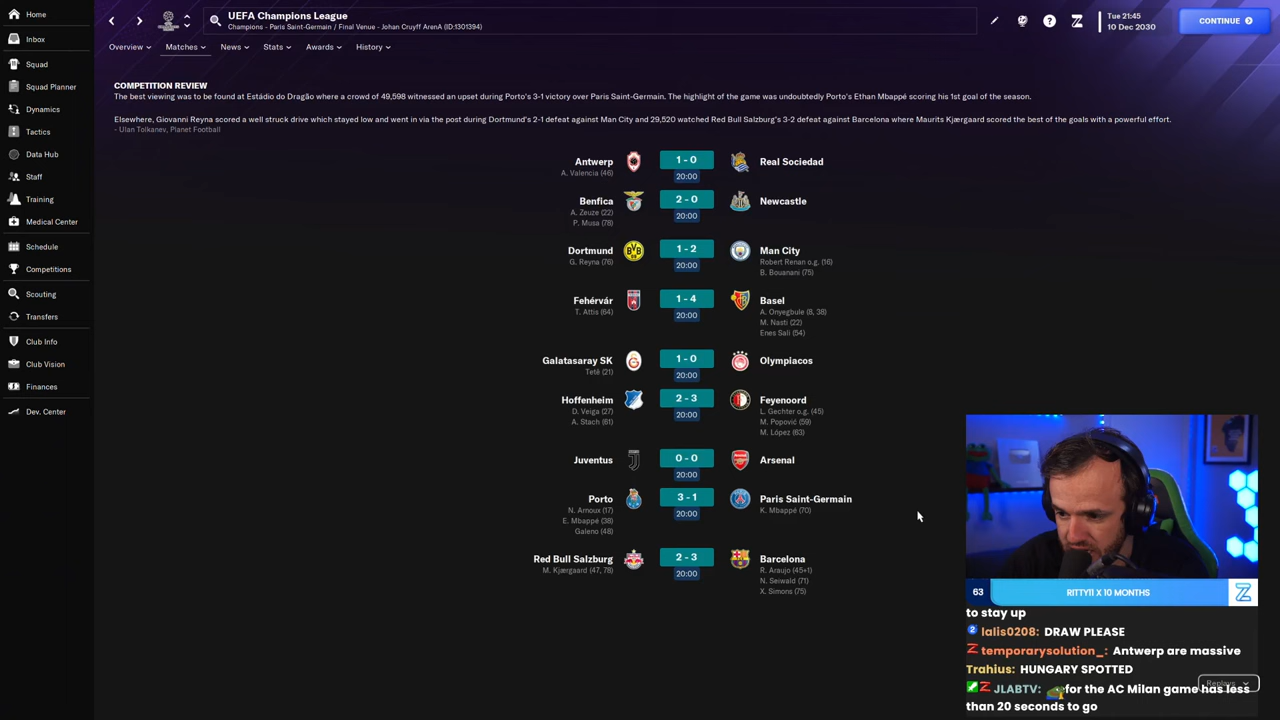 Home
UEFA Champions League
Champions - Paris Saint-Germain / Final Venue - Johan Cruyff ArenA (ID:1301394)
Tue 21:45
10 Dec 2030
CONTINUE
Inbox
Squad
Squad Planner
Dynamics
Tactics
Data Hub
Staff
Training
Medical Center
Schedule
Competitions
Scouting
Transfers
Club Info
Club Vision
Finances
Dev. Center
Overview
Matches
News
Stats
Awards
History
COMPETITION REVIEW
The best viewing was to be found at Estádio do Dragão where a crowd of 49,598 witnessed an upset during Porto's 3-1 victory over Paris Saint-Germain. The highlight of the game was undoubtedly Porto's Ethan Mbappé scoring his 1st goal of the season.
Elsewhere, Giovanni Reyna scored a well struck drive which stayed low and went in via the post during Dortmund's 2-1 defeat against Man City and 29,520 watched Red Bull Salzburg's 3-2 defeat against Barcelona where Maurits Kjærgaard scored the best of the goals with a powerful effort.
- Ulan Tolkanev, Planet Football
Antwerp 1 - 0 Real Sociedad
A. Valencia (46) 20:00
Benfica 2 - 0 Newcastle
A. Zeuze (22) 20:00
P. Musa (78)
Dortmund 1 - 2 Man City
G. Reyna (76) 20:00 Robert Renan o.g. (16)
B. Bouanani (75)
Fehérvár 1 - 4 Basel
T. Attis (64) 20:00 A. Onyegbule (8, 38)
M. Nasti (22)
Enes Sali (54)
Galatasaray SK 1 - 0 Olympiacos
Tetê (21) 20:00
Hoffenheim 2 - 3 Feyenoord
D. Veiga (27) 20:00 L. Gechter o.g. (45)
A. Stach (61) M. Popović (59)
M. López (63)
Juventus 0 - 0 Arsenal
20:00
Porto 3 - 1 Paris Saint-Germain
N. Arnoux (17) 20:00 K. Mbappé (70)
E. Mbappé (38)
Galeno (48)
Red Bull Salzburg 2 - 3 Barcelona
M. Kjærgaard (47, 78) 20:00 R. Araujo (45+1)
N. Seiwald (71)
X. Simons (75)
63 RITTY11 X 10 MONTHS
to stay up
lalis0208: DRAW PLEASE
temporarysolution_: Antwerp are massive
Trahius: HUNGARY SPOTTED
JLABTV: for the AC Milan game has less
than 20 seconds to go
Replays